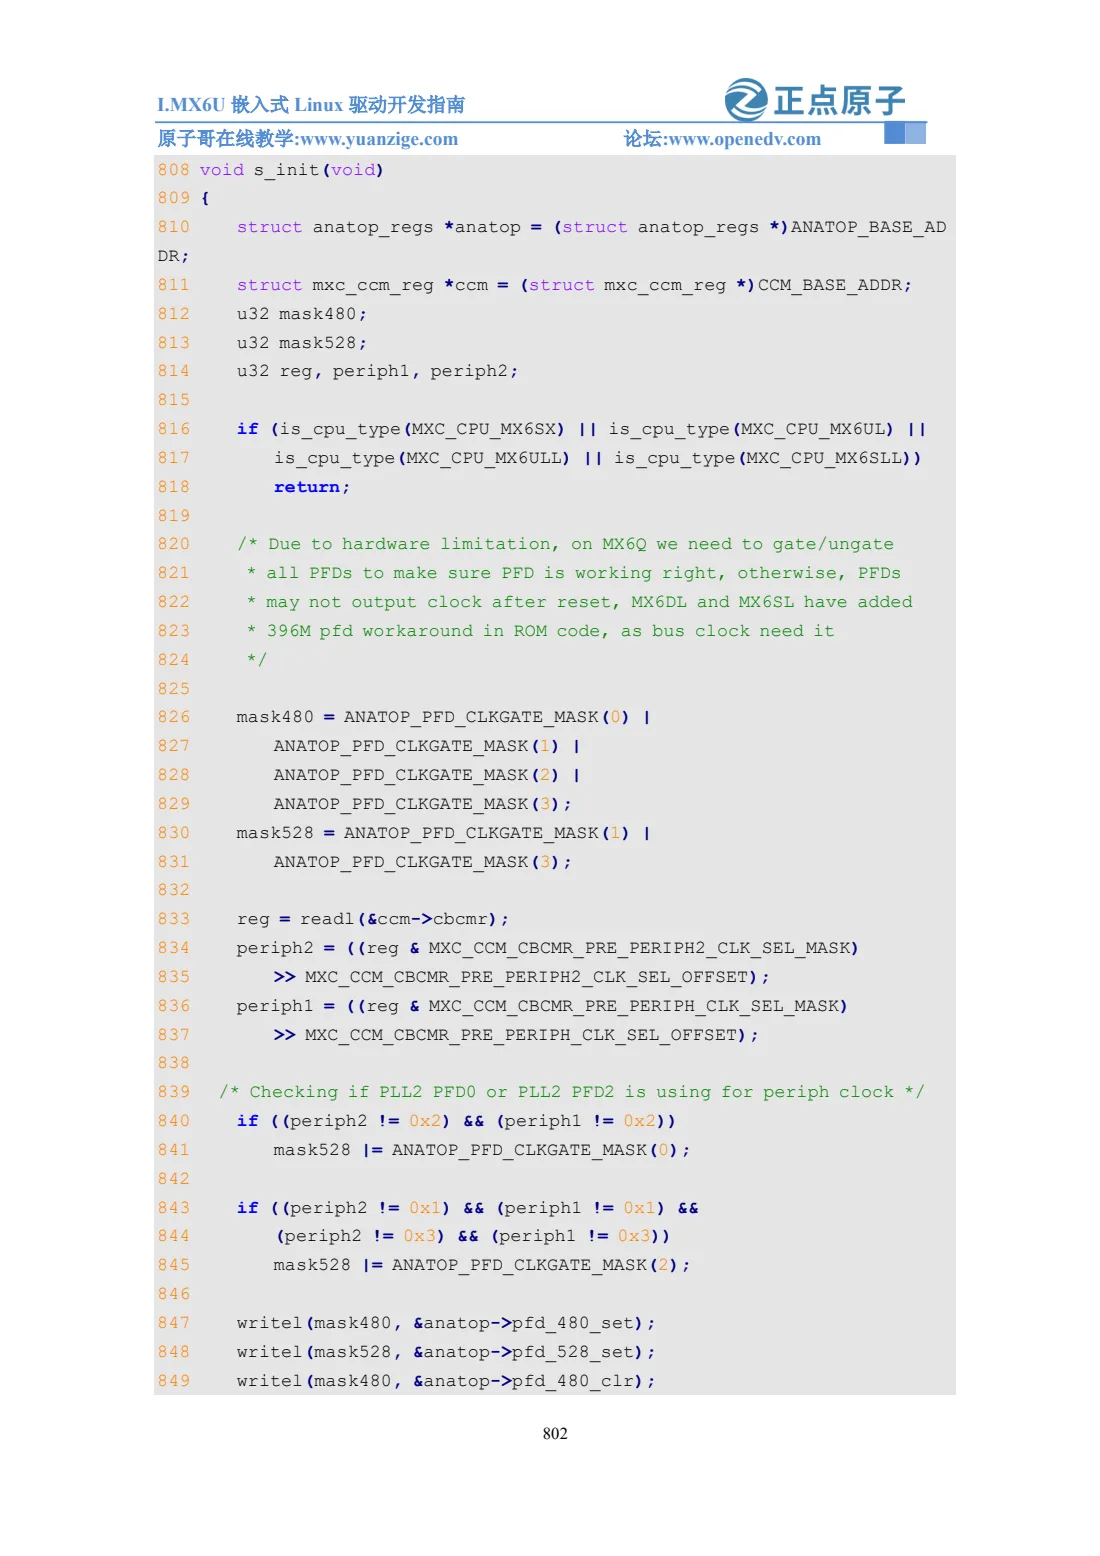 I.MX6U 嵌入式 Linux 驱动开发指南
正点原子
原子哥在线教学:www.yuanzige.com 论坛:www.openedv.com
808 void s_init(void)
809 {
810 struct anatop_regs *anatop = (struct anatop_regs *)ANATOP_BASE_AD
DR;
811 struct mxc_ccm_reg *ccm = (struct mxc_ccm_reg *)CCM_BASE_ADDR;
812 u32 mask480;
813 u32 mask528;
814 u32 reg, periph1, periph2;
815
816 if (is_cpu_type(MXC_CPU_MX6SX) || is_cpu_type(MXC_CPU_MX6UL) ||
817 is_cpu_type(MXC_CPU_MX6ULL) || is_cpu_type(MXC_CPU_MX6SLL))
818 return;
819
820 /* Due to hardware limitation, on MX6Q we need to gate/ungate
821 * all PFDs to make sure PFD is working right, otherwise, PFDs
822 * may not output clock after reset, MX6DL and MX6SL have added
823 * 396M pfd workaround in ROM code, as bus clock need it
824 */
825
826 mask480 = ANATOP_PFD_CLKGATE_MASK(0) |
827 ANATOP_PFD_CLKGATE_MASK(1) |
828 ANATOP_PFD_CLKGATE_MASK(2) |
829 ANATOP_PFD_CLKGATE_MASK(3);
830 mask528 = ANATOP_PFD_CLKGATE_MASK(1) |
831 ANATOP_PFD_CLKGATE_MASK(3);
832
833 reg = readl(&ccm->cbcmr);
834 periph2 = ((reg & MXC_CCM_CBCMR_PRE_PERIPH2_CLK_SEL_MASK)
835 >> MXC_CCM_CBCMR_PRE_PERIPH2_CLK_SEL_OFFSET);
836 periph1 = ((reg & MXC_CCM_CBCMR_PRE_PERIPH_CLK_SEL_MASK)
837 >> MXC_CCM_CBCMR_PRE_PERIPH_CLK_SEL_OFFSET);
838
839 /* Checking if PLL2 PFD0 or PLL2 PFD2 is using for periph clock */
840 if ((periph2 != 0x2) && (periph1 != 0x2))
841 mask528 |= ANATOP_PFD_CLKGATE_MASK(0);
842
843 if ((periph2 != 0x1) && (periph1 != 0x1) &&
844 (periph2 != 0x3) && (periph1 != 0x3))
845 mask528 |= ANATOP_PFD_CLKGATE_MASK(2);
846
847 writel(mask480, &anatop->pfd_480_set);
848 writel(mask528, &anatop->pfd_528_set);
849 writel(mask480, &anatop->pfd_480_clr);
802